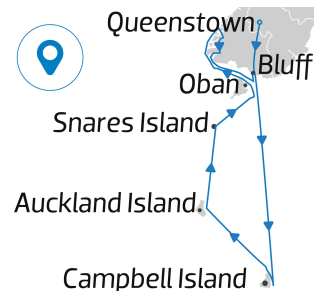 Queenstown
Bluff
Oban
Snares Island
Auckland Island
Campbell Island